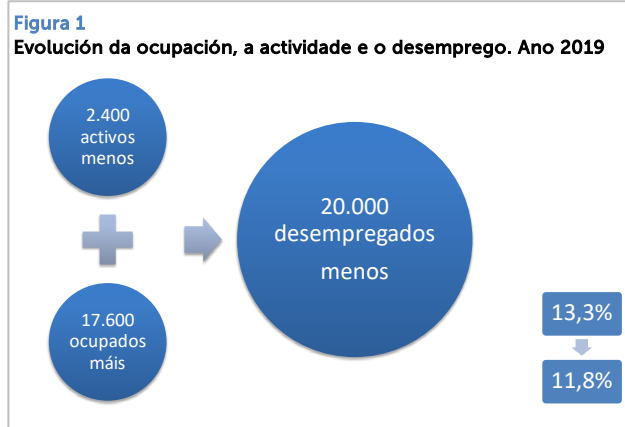 Figura 1
Evolución da ocupación, a actividade e o desemprego. Ano 2019
2.400
activos
menos
17.600
ocupados
máis
20.000
desempregados
menos
13,3%
11,8%